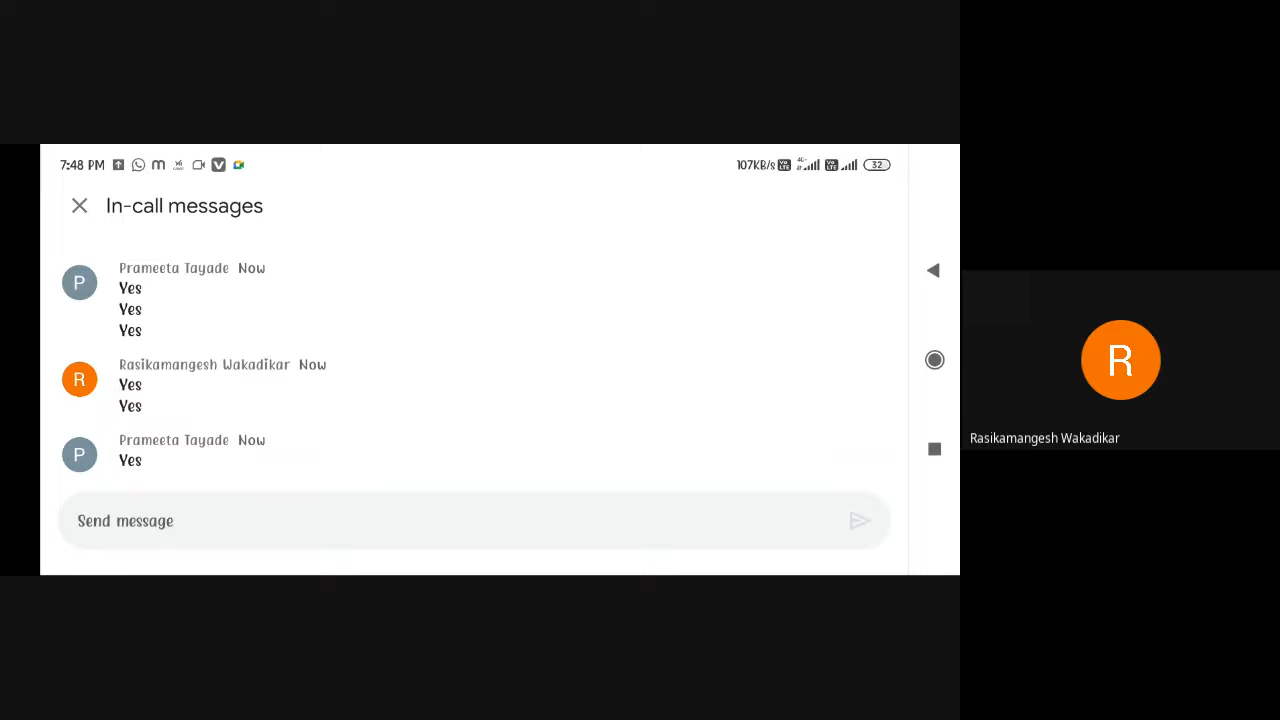 7:48 PM
107KB/s 32
In-call messages
P
Prameeta Tayade Now
Yes
Yes
Yes
R
Rasikamangesh Wakadikar Now
Yes
Yes
P
Prameeta Tayade Now
Yes
Send message
R
Rasikamangesh Wakadikar